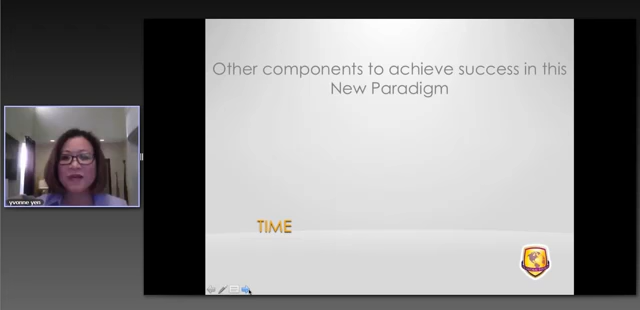 Other components to achieve success in this
New Paradigm
yvonne yen
TIME